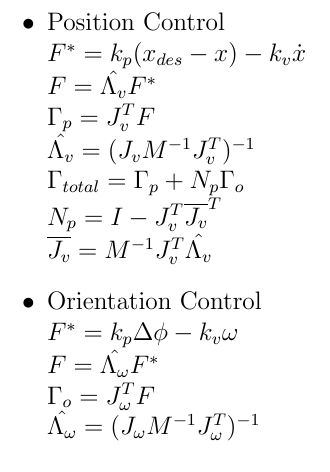 • Position Control
F* = k_p(x_des − x) − k_v ẋ
F = Λ̂_v F*
Γ_p = J_v^T F
Λ̂_v = (J_v M^−1 J_v^T)^−1
Γ_total = Γ_p + N_p Γ_o
N_p = I − J_v^T J̅_v^T
J̅_v = M^−1 J_v^T Λ̂_v
• Orientation Control
F* = k_p Δϕ − k_v ω
F = Λ̂_ω F*
Γ_o = J_ω^T F
Λ̂_ω = (J_ω M^−1 J_ω^T)^−1